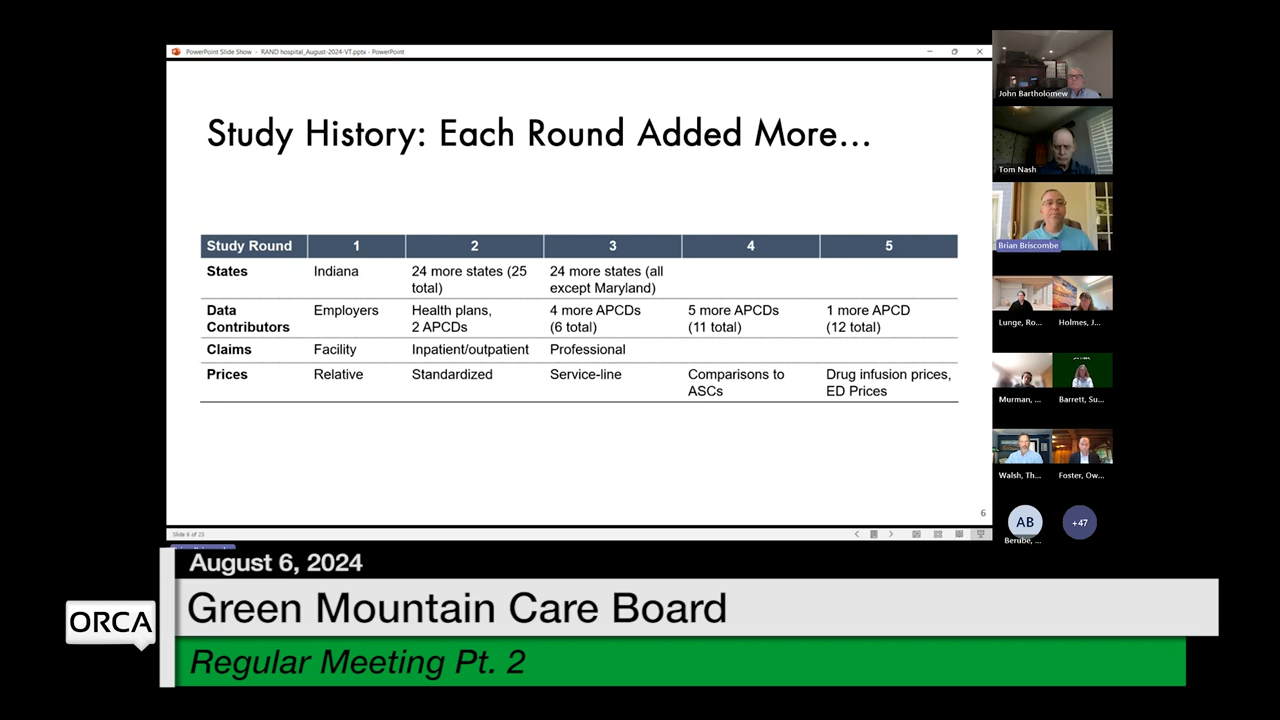 PowerPoint Slide Show - RAND hospital_August-2024-VT.pptx - PowerPoint
Study History: Each Round Added More...
Study Round 1 2 3 4 5
States Indiana 24 more states (25 total) 24 more states (all except Maryland)
Data Contributors Employers Health plans, 2 APCDs 4 more APCDs (6 total) 5 more APCDs (11 total) 1 more APCD (12 total)
Claims Facility Inpatient/outpatient Professional
Prices Relative Standardized Service-line Comparisons to ASCs Drug infusion prices, ED Prices
6
Slide 6 of 23
John Bartholomew
Tom Nash
Brian Briscombe
Lunge, Ro... Holmes, J...
Murman, ... Barrett, Su...
Walsh, Th... Foster, Ow...
AB +47
Berube, ...
August 6, 2024
ORCA
Green Mountain Care Board
Regular Meeting Pt. 2